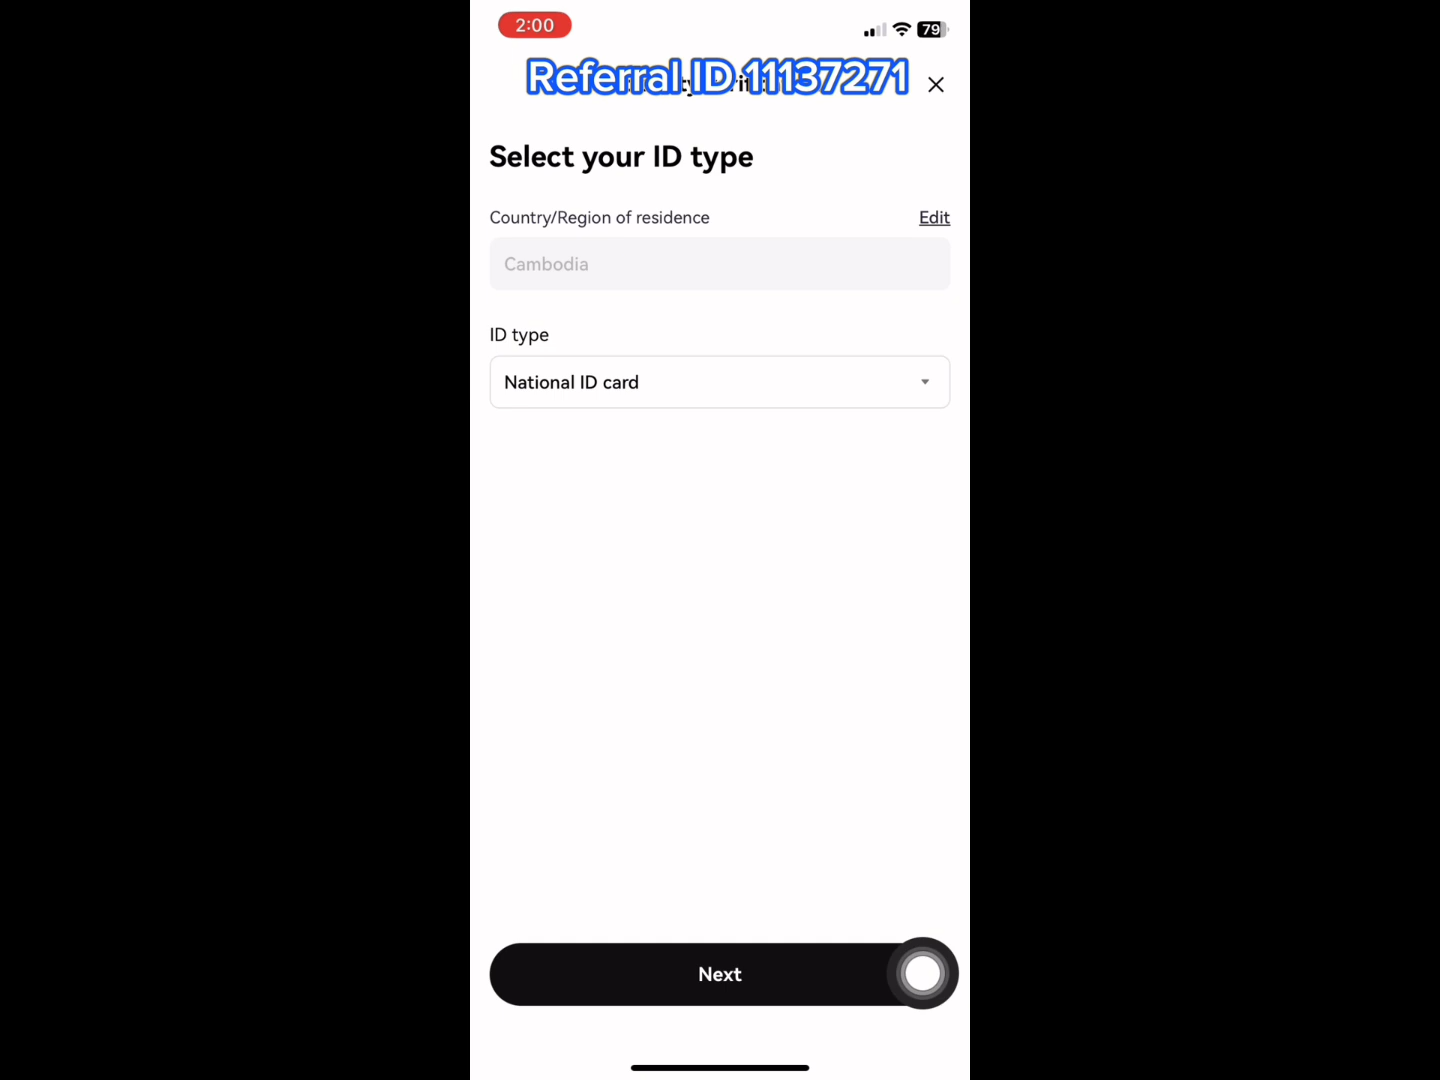 2:00
79
Referral ID 11137271
Select your ID type
Country/Region of residence
Edit
Cambodia
ID type
National ID card
Next